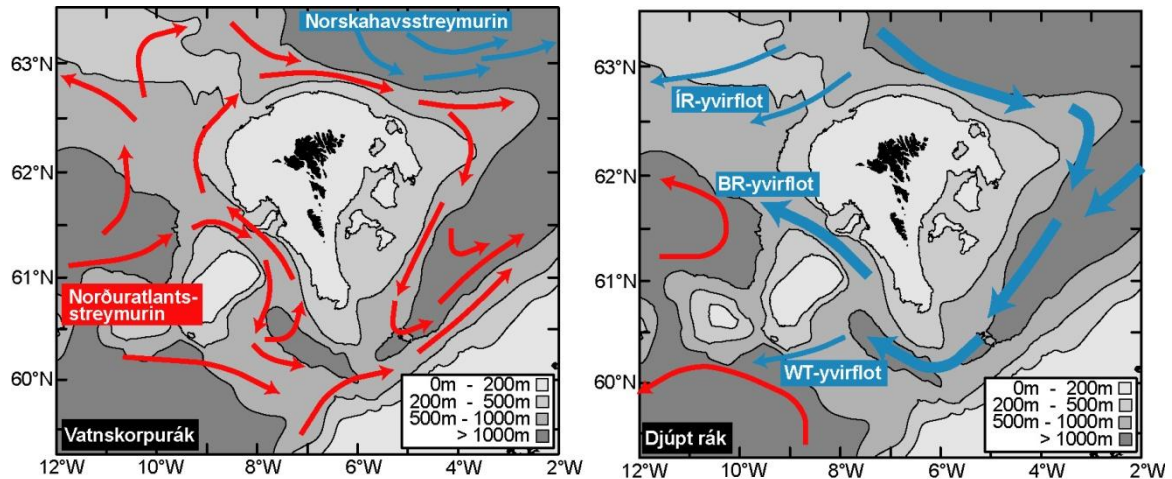 Norskahavsstreymurin
63°N
62°N
61°N
60°N
Norðuratlants-
streymurin
Vatnskorpurák
0m - 200m
200m - 500m
500m - 1000m
> 1000m
12°W
10°W
8°W
6°W
4°W
2°W
63°N
62°N
61°N
60°N
ÍR-yvirflot
BR-yvirflot
WT-yvirflot
Djúpt rák
0m - 200m
200m - 500m
500m - 1000m
> 1000m
12°W
10°W
8°W
6°W
4°W
2°W